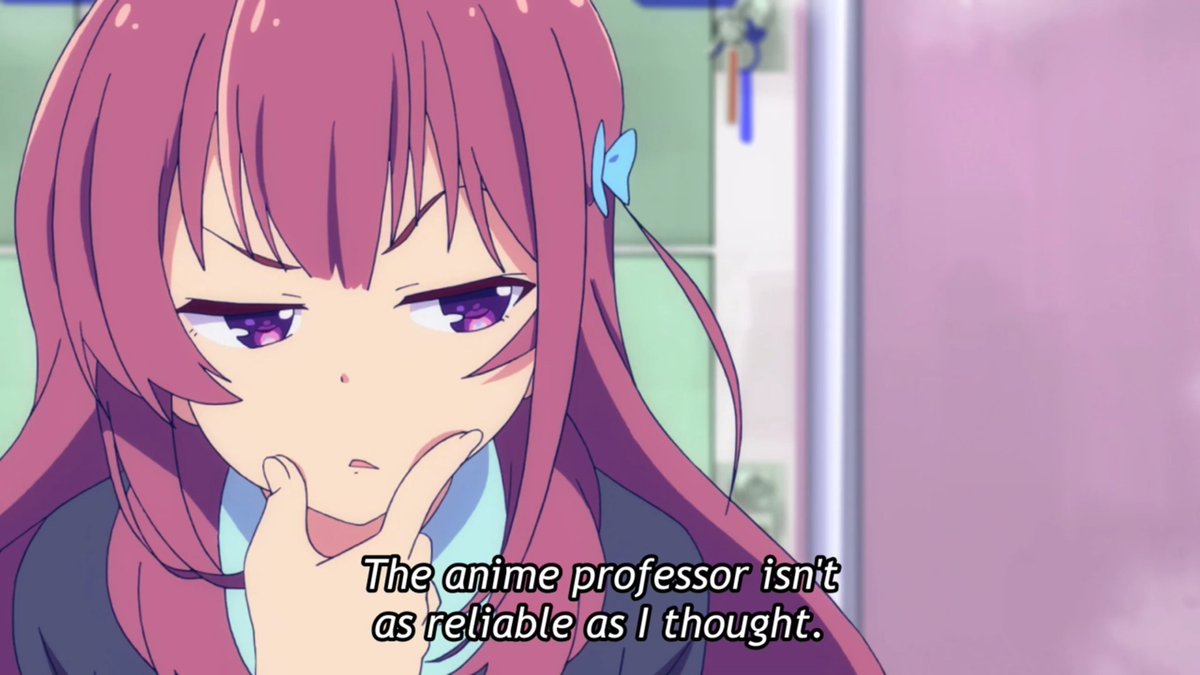 The anime professor isn't
as reliable as I thought.